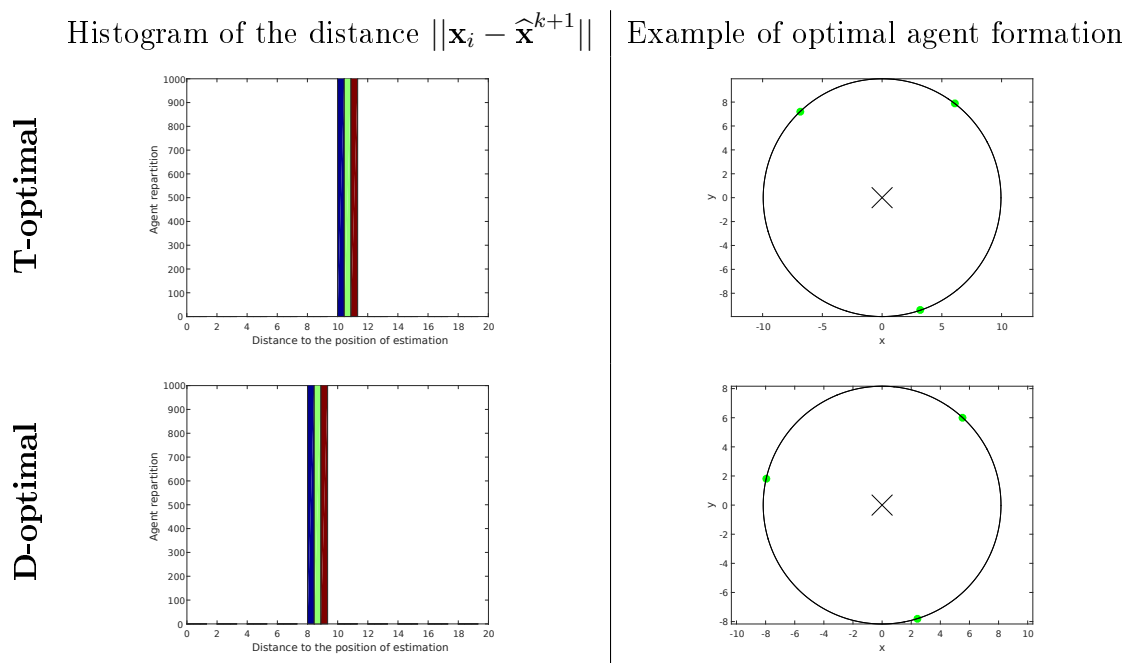 Histogram of the distance ||x_i − x̂^{k+1}||
Example of optimal agent formation
T-optimal
Agent repartition
1000
900
800
700
600
500
400
300
200
100
0
0 2 4 6 8 10 12 14 16 18 20
Distance to the position of estimation
y
8
6
4
2
0
-2
-4
-6
-8
-10 -5 0 5 10
x
D-optimal
Agent repartition
1000
900
800
700
600
500
400
300
200
100
0
0 2 4 6 8 10 12 14 16 18 20
Distance to the position of estimation
y
8
6
4
2
0
-2
-4
-6
-8
-10 -8 -6 -4 -2 0 2 4 6 8 10
x